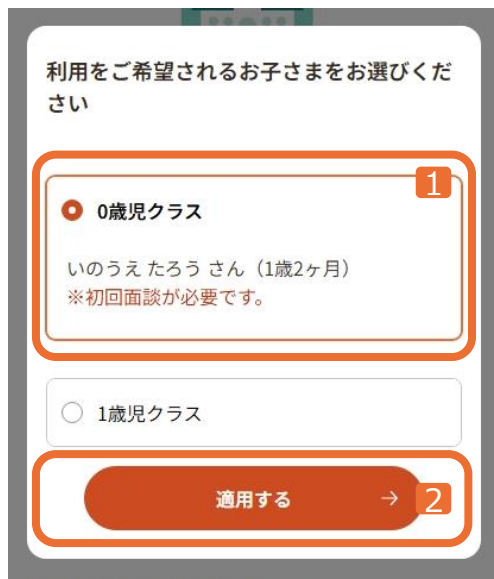 利用をご希望されるお子さまをお選びくだ
さい
1
0歳児クラス
いのうえ たろう さん（1歳2ヶ月）
※初回面談が必要です。
1歳児クラス
適用する → 2